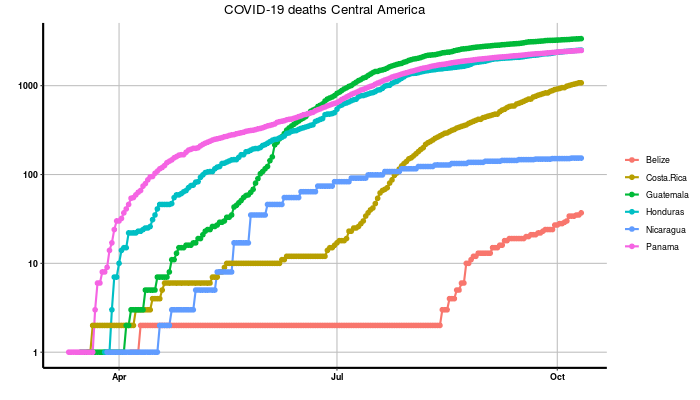 COVID-19 deaths Central America
1000
100
10
1
Apr
Jul
Oct
Belize
Costa.Rica
Guatemala
Honduras
Nicaragua
Panama